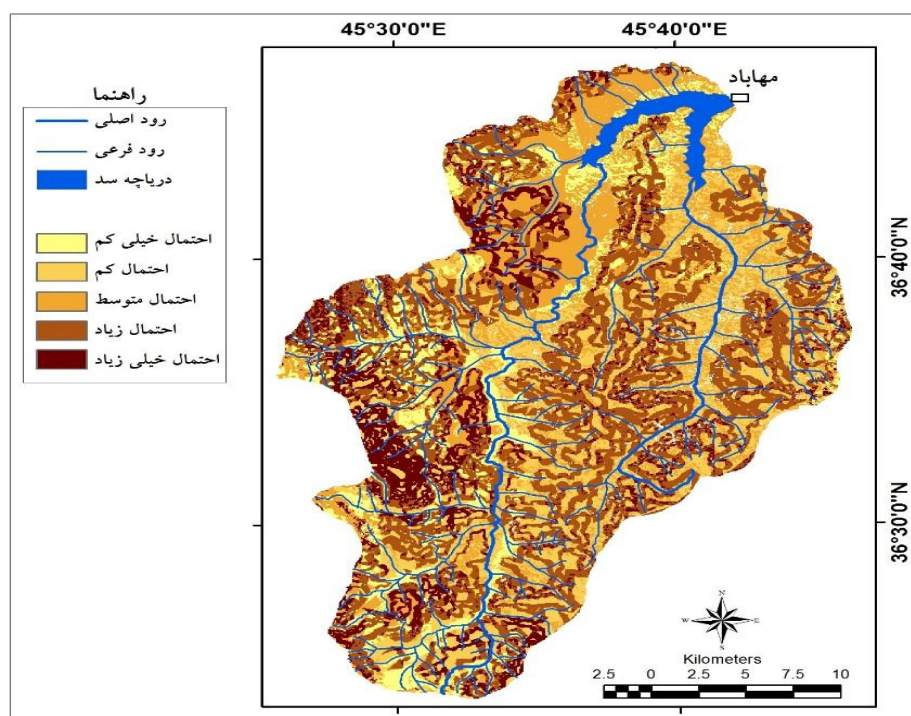 45°30'0"E
45°40'0"E
مهاباد
راهنما
رود اصلی
رود فرعی
دریاچه سد
احتمال خیلی کم
احتمال کم
احتمال متوسط
احتمال زیاد
احتمال خیلی زیاد
36°40'0"N
36°30'0"N
N
W
E
S
Kilometers
2.5 0 2.5 5 7.5 10